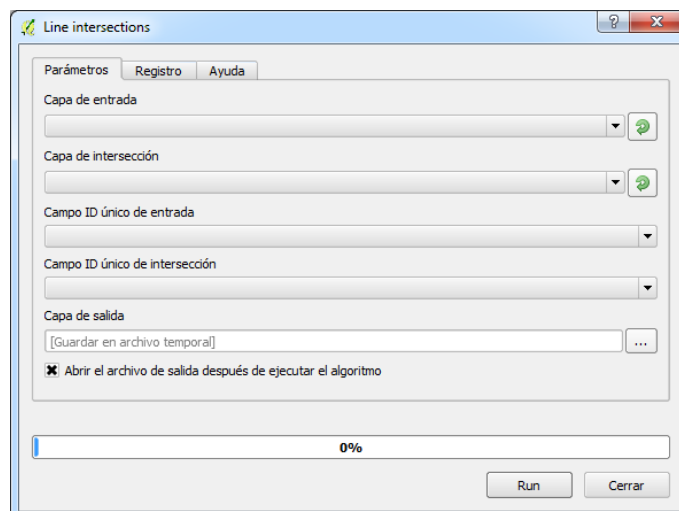 Line intersections
?
Parámetros Registro Ayuda
Capa de entrada
Capa de intersección
Campo ID único de entrada
Campo ID único de intersección
Capa de salida
[Guardar en archivo temporal]
...
Abrir el archivo de salida después de ejecutar el algoritmo
0%
Run Cerrar